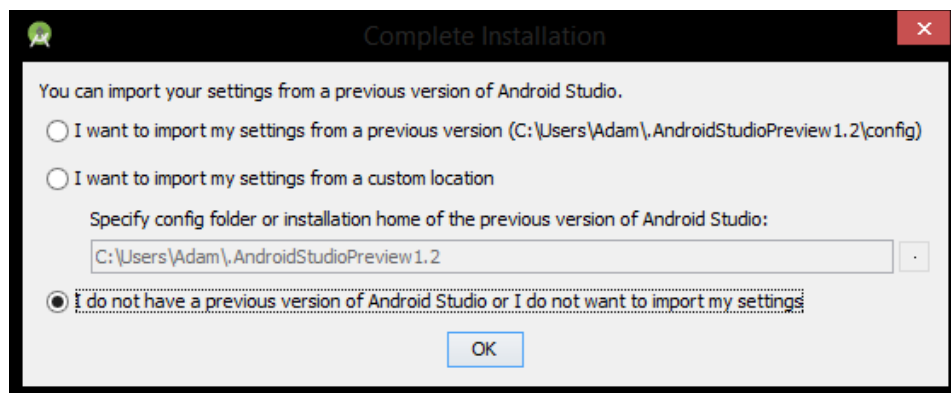 Complete Installation
You can import your settings from a previous version of Android Studio.
I want to import my settings from a previous version (C:\Users\Adam\.AndroidStudioPreview1.2\config)
I want to import my settings from a custom location
Specify config folder or installation home of the previous version of Android Studio:
C:\Users\Adam\.AndroidStudioPreview1.2
.
I do not have a previous version of Android Studio or I do not want to import my settings
OK